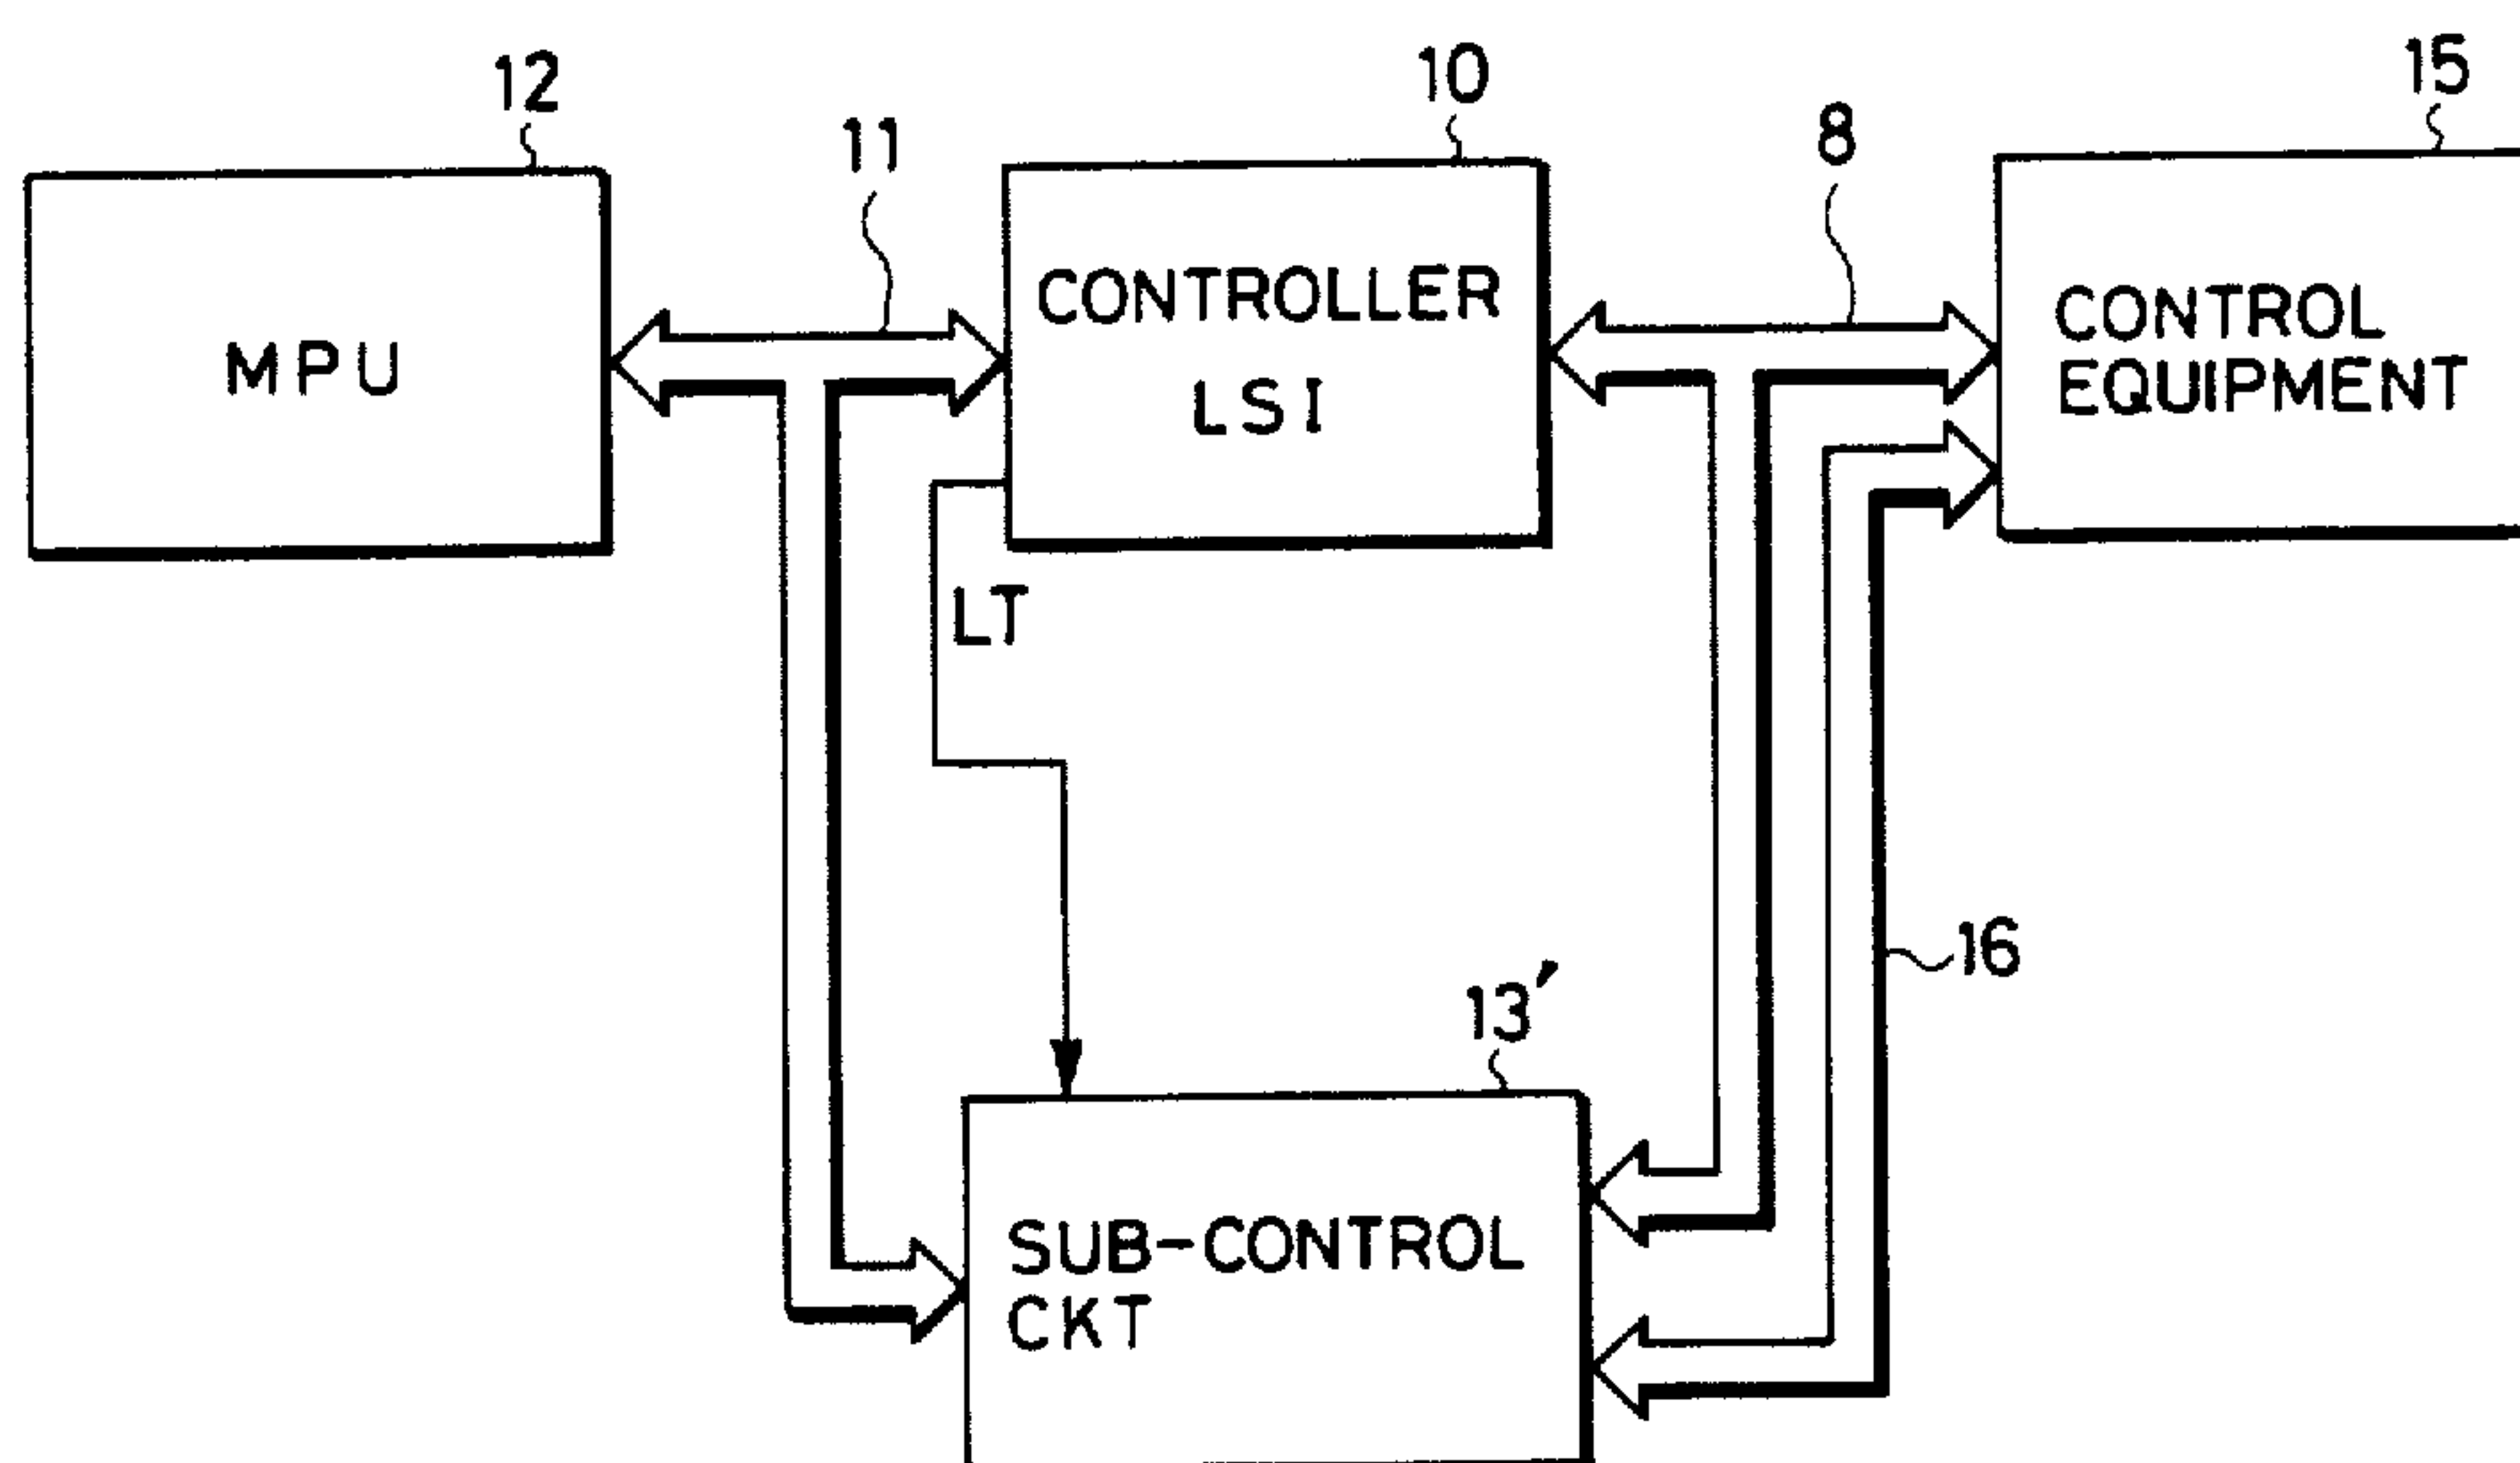 12
11
10
8
15
MPU
CONTROLLER
LSI
CONTROL
EQUIPMENT
LT
16
13'
SUB-CONTROL
CKT